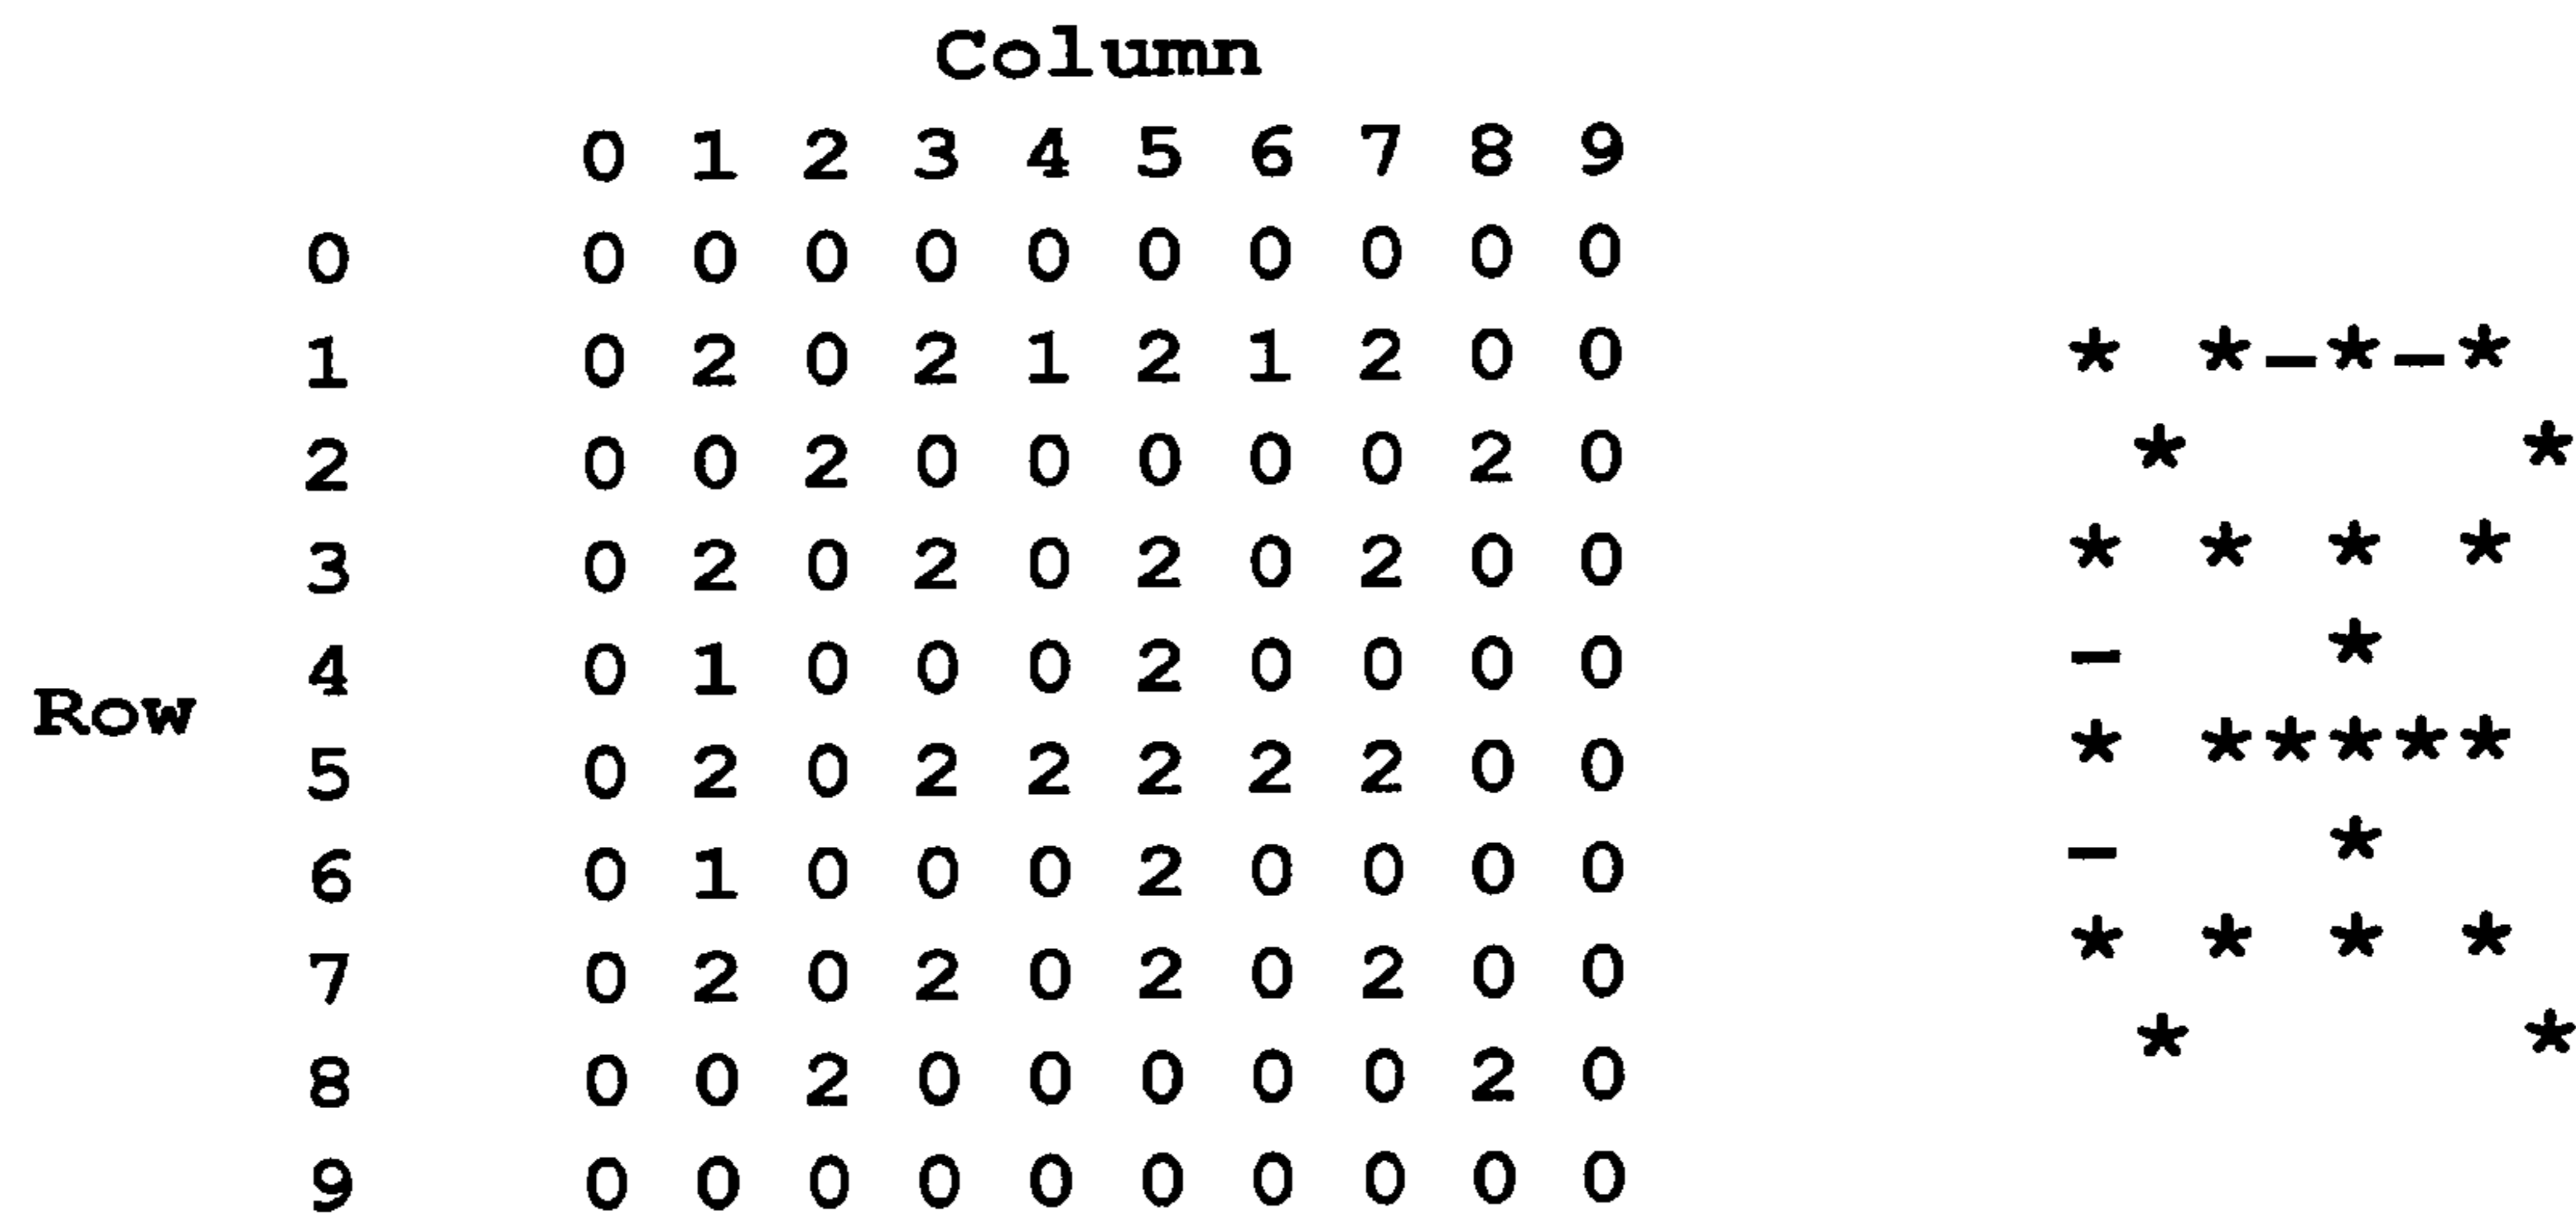 Column
0 1 2 3 4 5 6 7 8 9
0 0 0 0 0 0 0 0 0 0 0
1 0 2 0 2 1 2 1 2 0 0 * *-*-*
2 0 0 2 0 0 0 0 0 2 0 * *
3 0 2 0 2 0 2 0 2 0 0 * * * *
4 0 1 0 0 0 2 0 0 0 0 - *
Row
5 0 2 0 2 2 2 2 2 0 0 * *****
6 0 1 0 0 0 2 0 0 0 0 - *
7 0 2 0 2 0 2 0 2 0 0 * * * *
8 0 0 2 0 0 0 0 0 2 0 * *
9 0 0 0 0 0 0 0 0 0 0